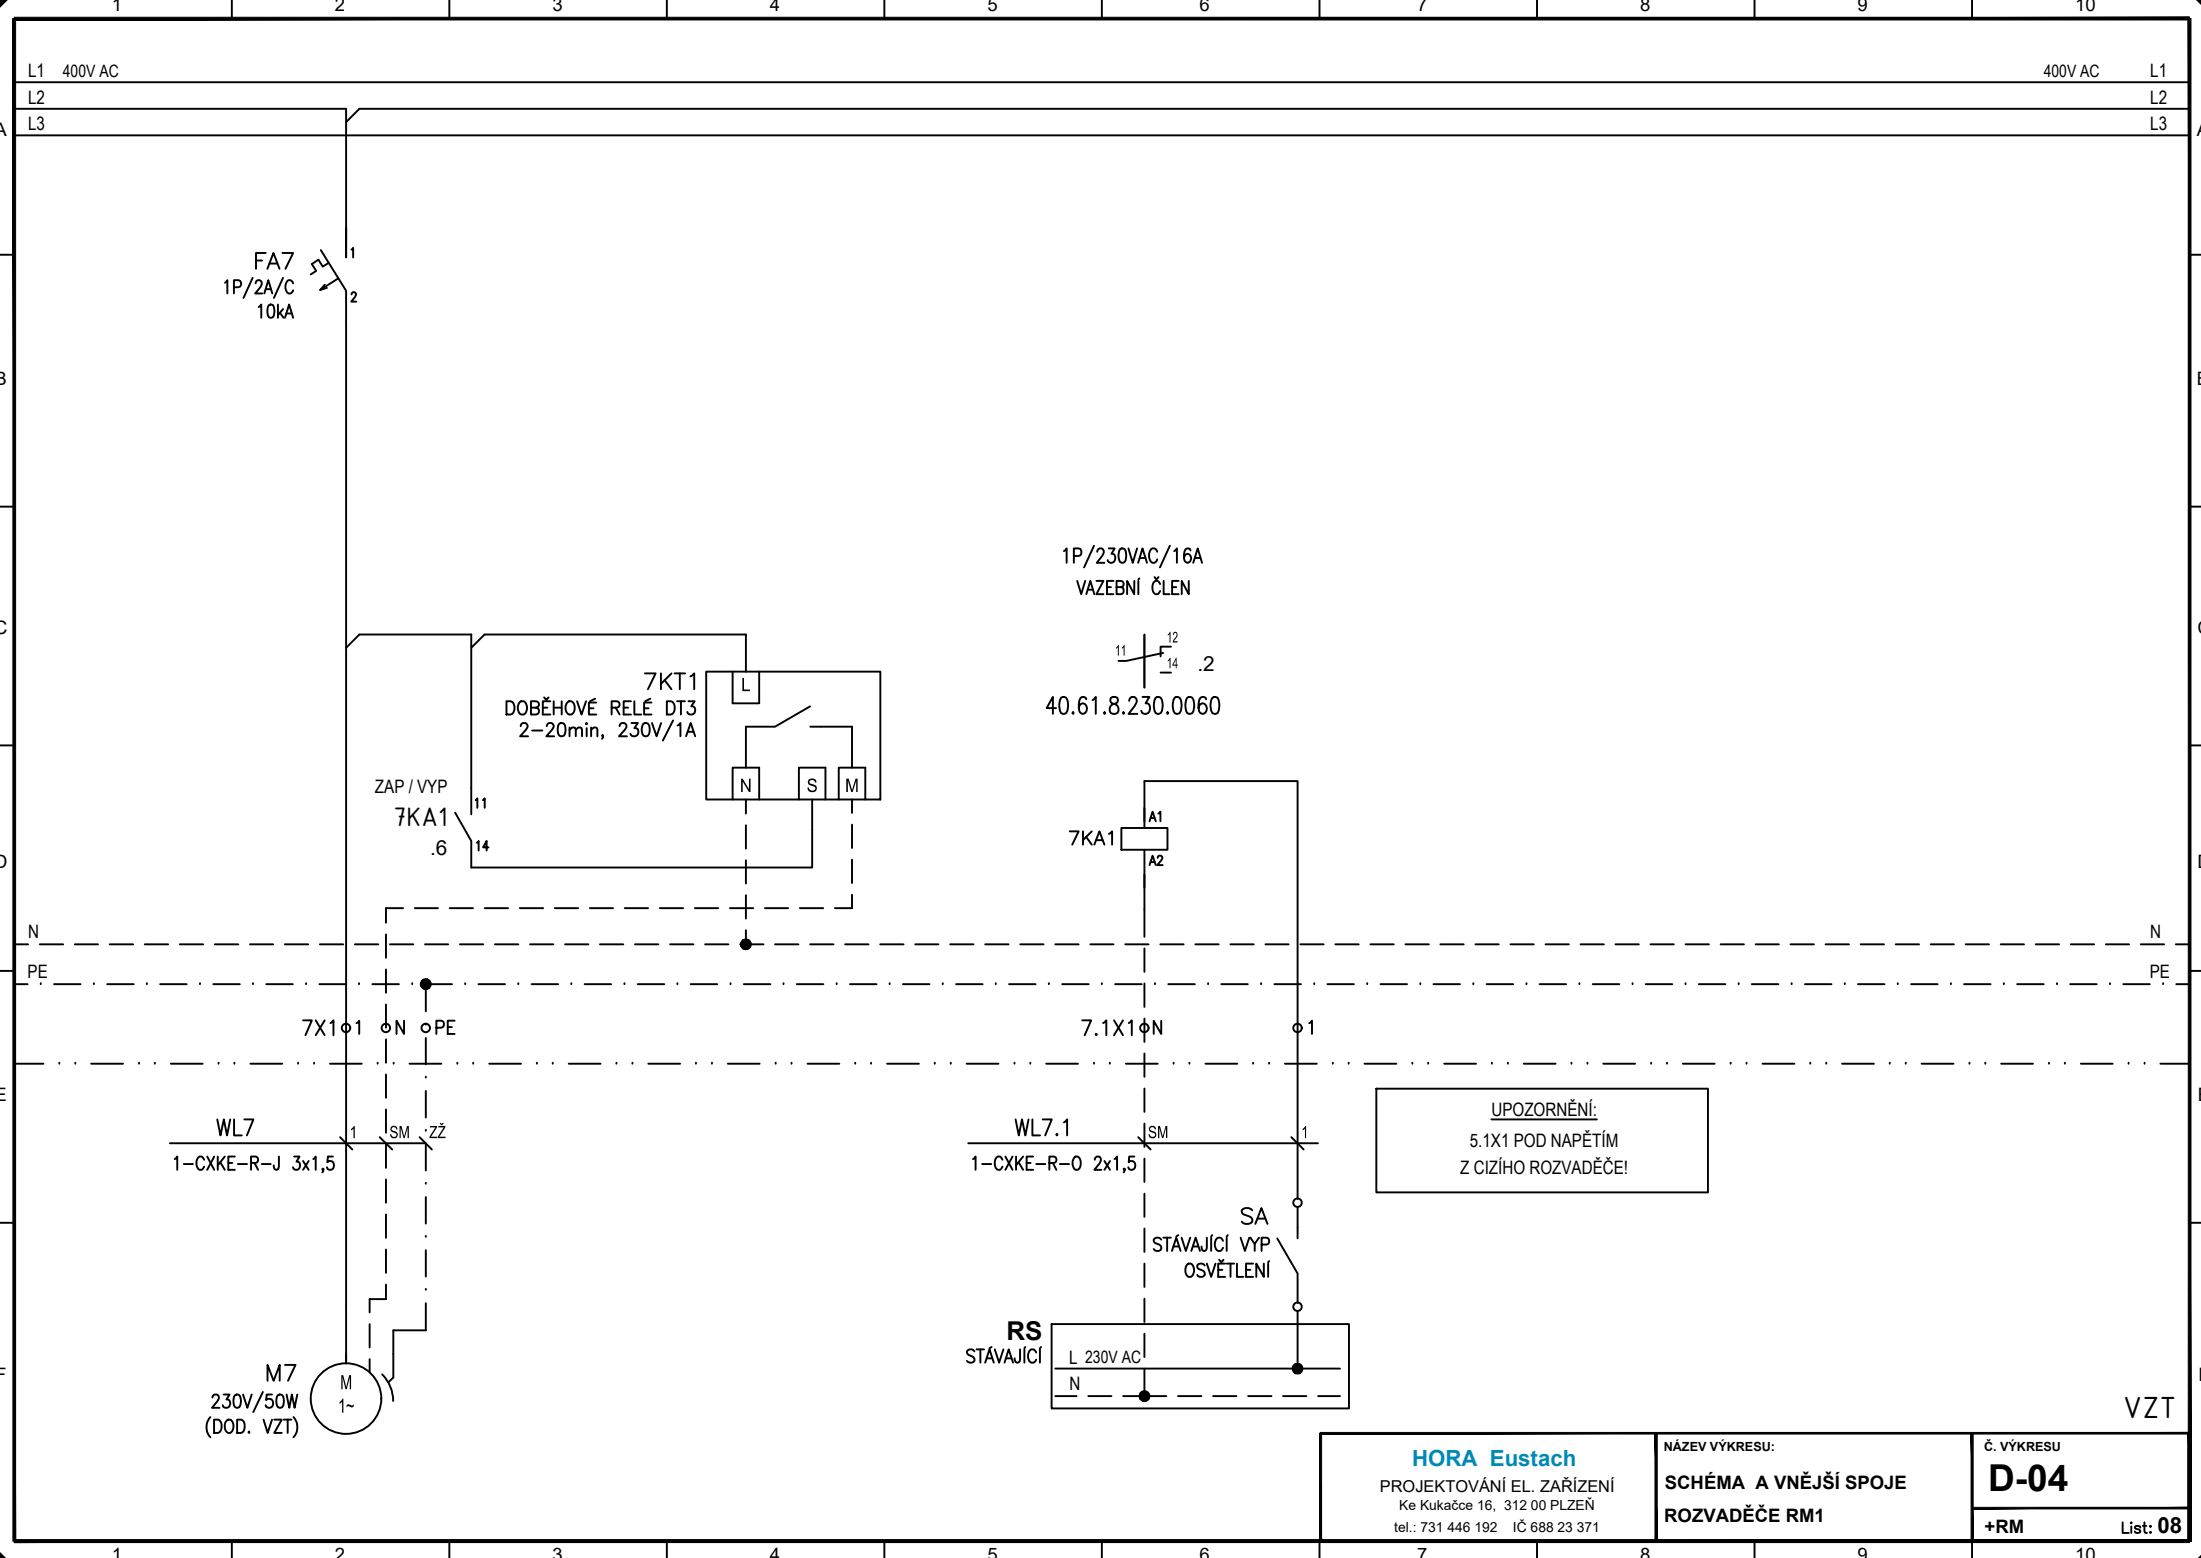 1 2 3 4 5 6 7 8 9 10
L1 400V AC 400V AC L1
L2 L2
L3 L3
A A
FA7
1P/2A/C
10kA
1
2
B B
1P/230VAC/16A
VAZEBNÍ ČLEN
C C
11 12
14 .2
40.61.8.230.0060
7KT1
DOBĚHOVÉ RELÉ DT3
2-20min, 230V/1A
L
N S M
ZAP / VYP
7KA1
.6
11
14
7KA1
A1
A2
D D
N N
PE PE
7X1 1 N PE
7.1X1 N 1
E E
WL7 1 SM ZŽ
1-CXKE-R-J 3x1,5
WL7.1 SM 1
1-CXKE-R-O 2x1,5
UPOZORNĚNÍ:
5.1X1 POD NAPĚTÍM
Z CIZÍHO ROZVADĚČE!
SA
STÁVAJÍCÍ VYP
OSVĚTLENÍ
RS
STÁVAJÍCÍ
L 230V AC
N
F F
M7
230V/50W
(DOD. VZT)
M
1~
VZT
HORA Eustach
PROJEKTOVÁNÍ EL. ZAŘÍZENÍ
Ke Kukačce 16, 312 00 PLZEŇ
tel.: 731 446 192 IČ 688 23 371
NÁZEV VÝKRESU:
SCHÉMA A VNĚJŠÍ SPOJE
ROZVADĚČE RM1
Č. VÝKRESU
D-04
+RM List: 08
1 2 3 4 5 6 7 8 9 10